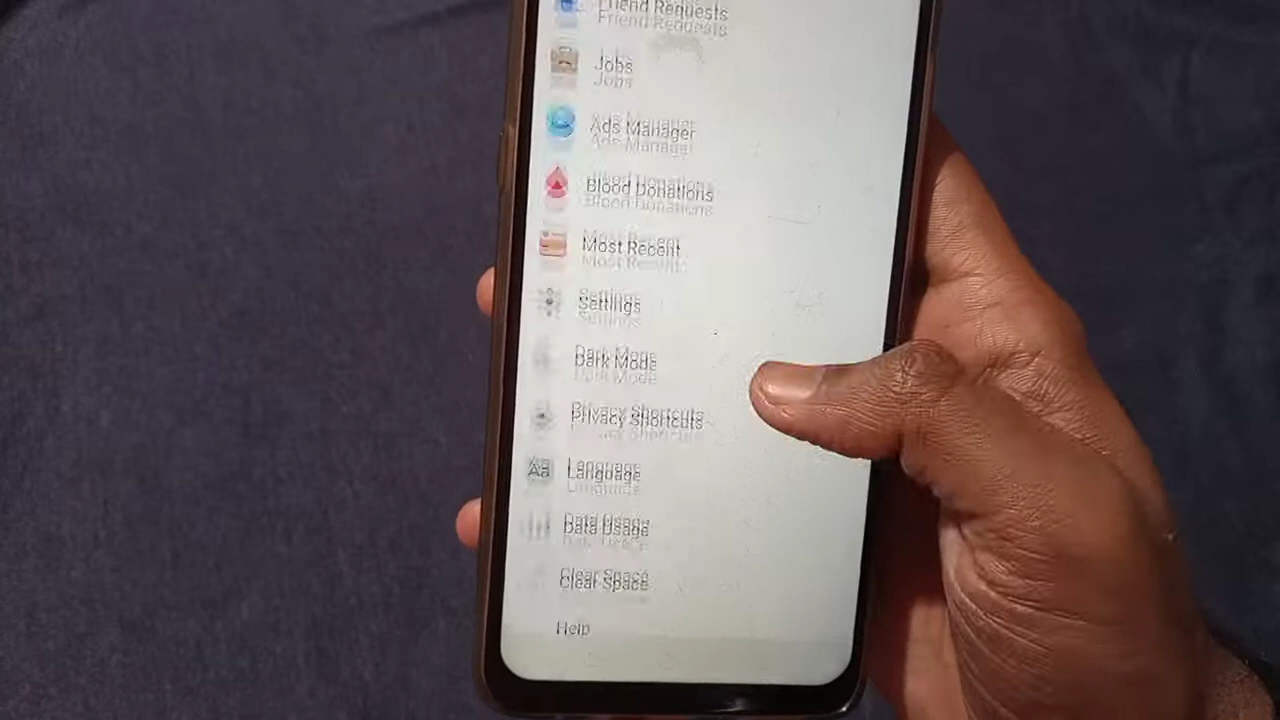 Friend Requests
Jobs
Ads Manager
Blood Donations
Most Recent
Settings
Dark Mode
Privacy Shortcuts
Aa Language
Data Usage
Clear Space
Help